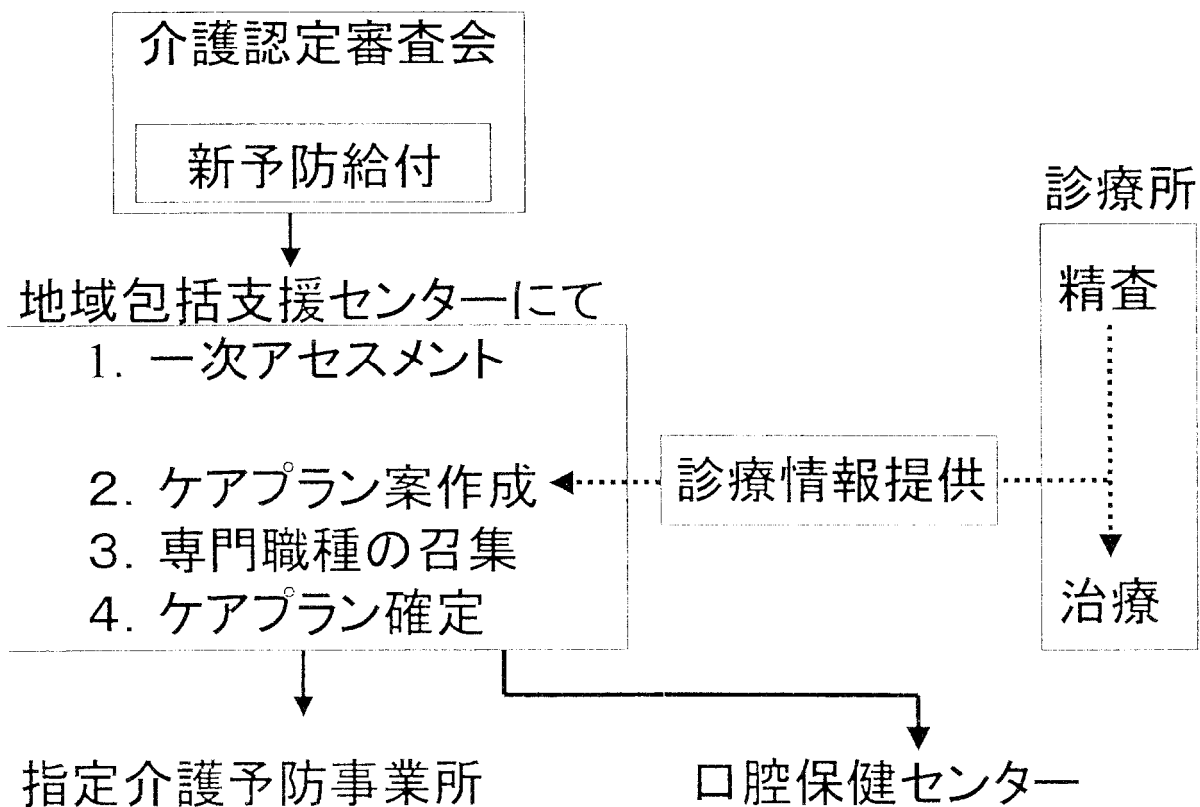 介護認定審査会
新予防給付
地域包括支援センターにて
1. 一次アセスメント
2. ケアプラン案作成
3. 専門職種の召集
4. ケアプラン確定
診療情報提供
診療所
精査
治療
指定介護予防事業所
口腔保健センター